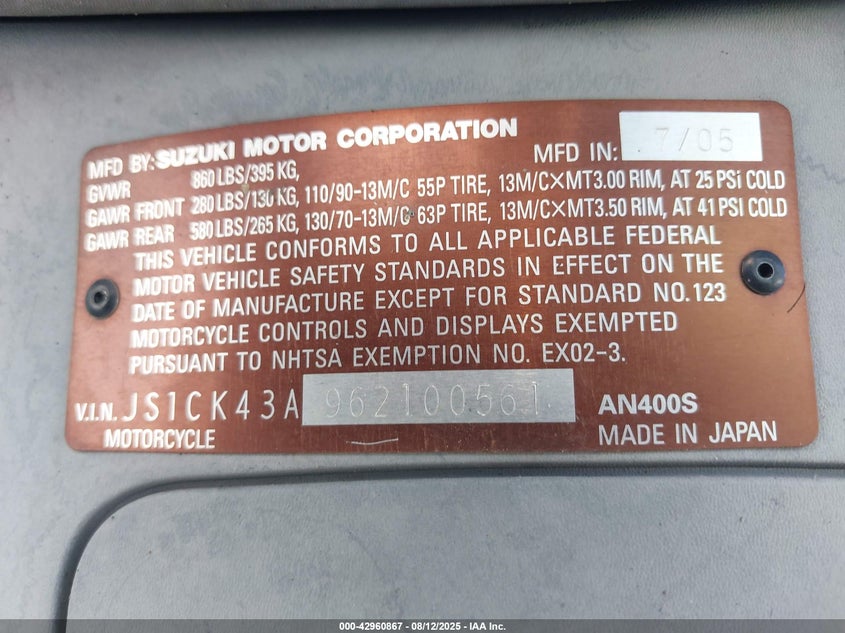 MFD BY: SUZUKI MOTOR CORPORATION MFD IN: 7/05
GVWR 860 LBS/395 KG,
GAWR FRONT 280 LBS/130 KG, 110/90-13M/C 55P TIRE, 13M/C×MT3.00 RIM, AT 25 PSi COLD
GAWR REAR 580 LBS/265 KG, 130/70-13M/C 63P TIRE, 13M/C×MT3.50 RIM, AT 41 PSI COLD
THIS VEHICLE CONFORMS TO ALL APPLICABLE FEDERAL
MOTOR VEHICLE SAFETY STANDARDS IN EFFECT ON THE
DATE OF MANUFACTURE EXCEPT FOR STANDARD NO.123
MOTORCYCLE CONTROLS AND DISPLAYS EXEMPTED
PURSUANT TO NHTSA EXEMPTION NO. EX02-3.
V.I.N. JS1CK43A962100561 AN400S
MOTORCYCLE MADE IN JAPAN
000-42960867 - 08/12/2025 - IAA Inc.